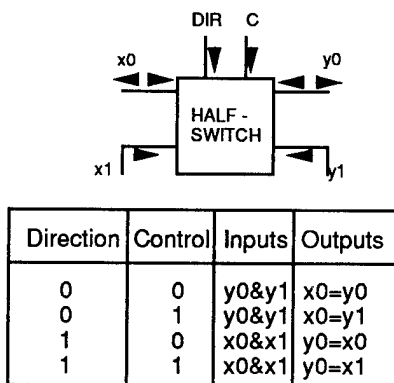 DIR C
x0 y0
HALF -
SWITCH
x1 y1
Direction Control Inputs Outputs
0 0 y0&y1 x0=y0
0 1 y0&y1 x0=y1
1 0 x0&x1 y0=x0
1 1 x0&x1 y0=x1